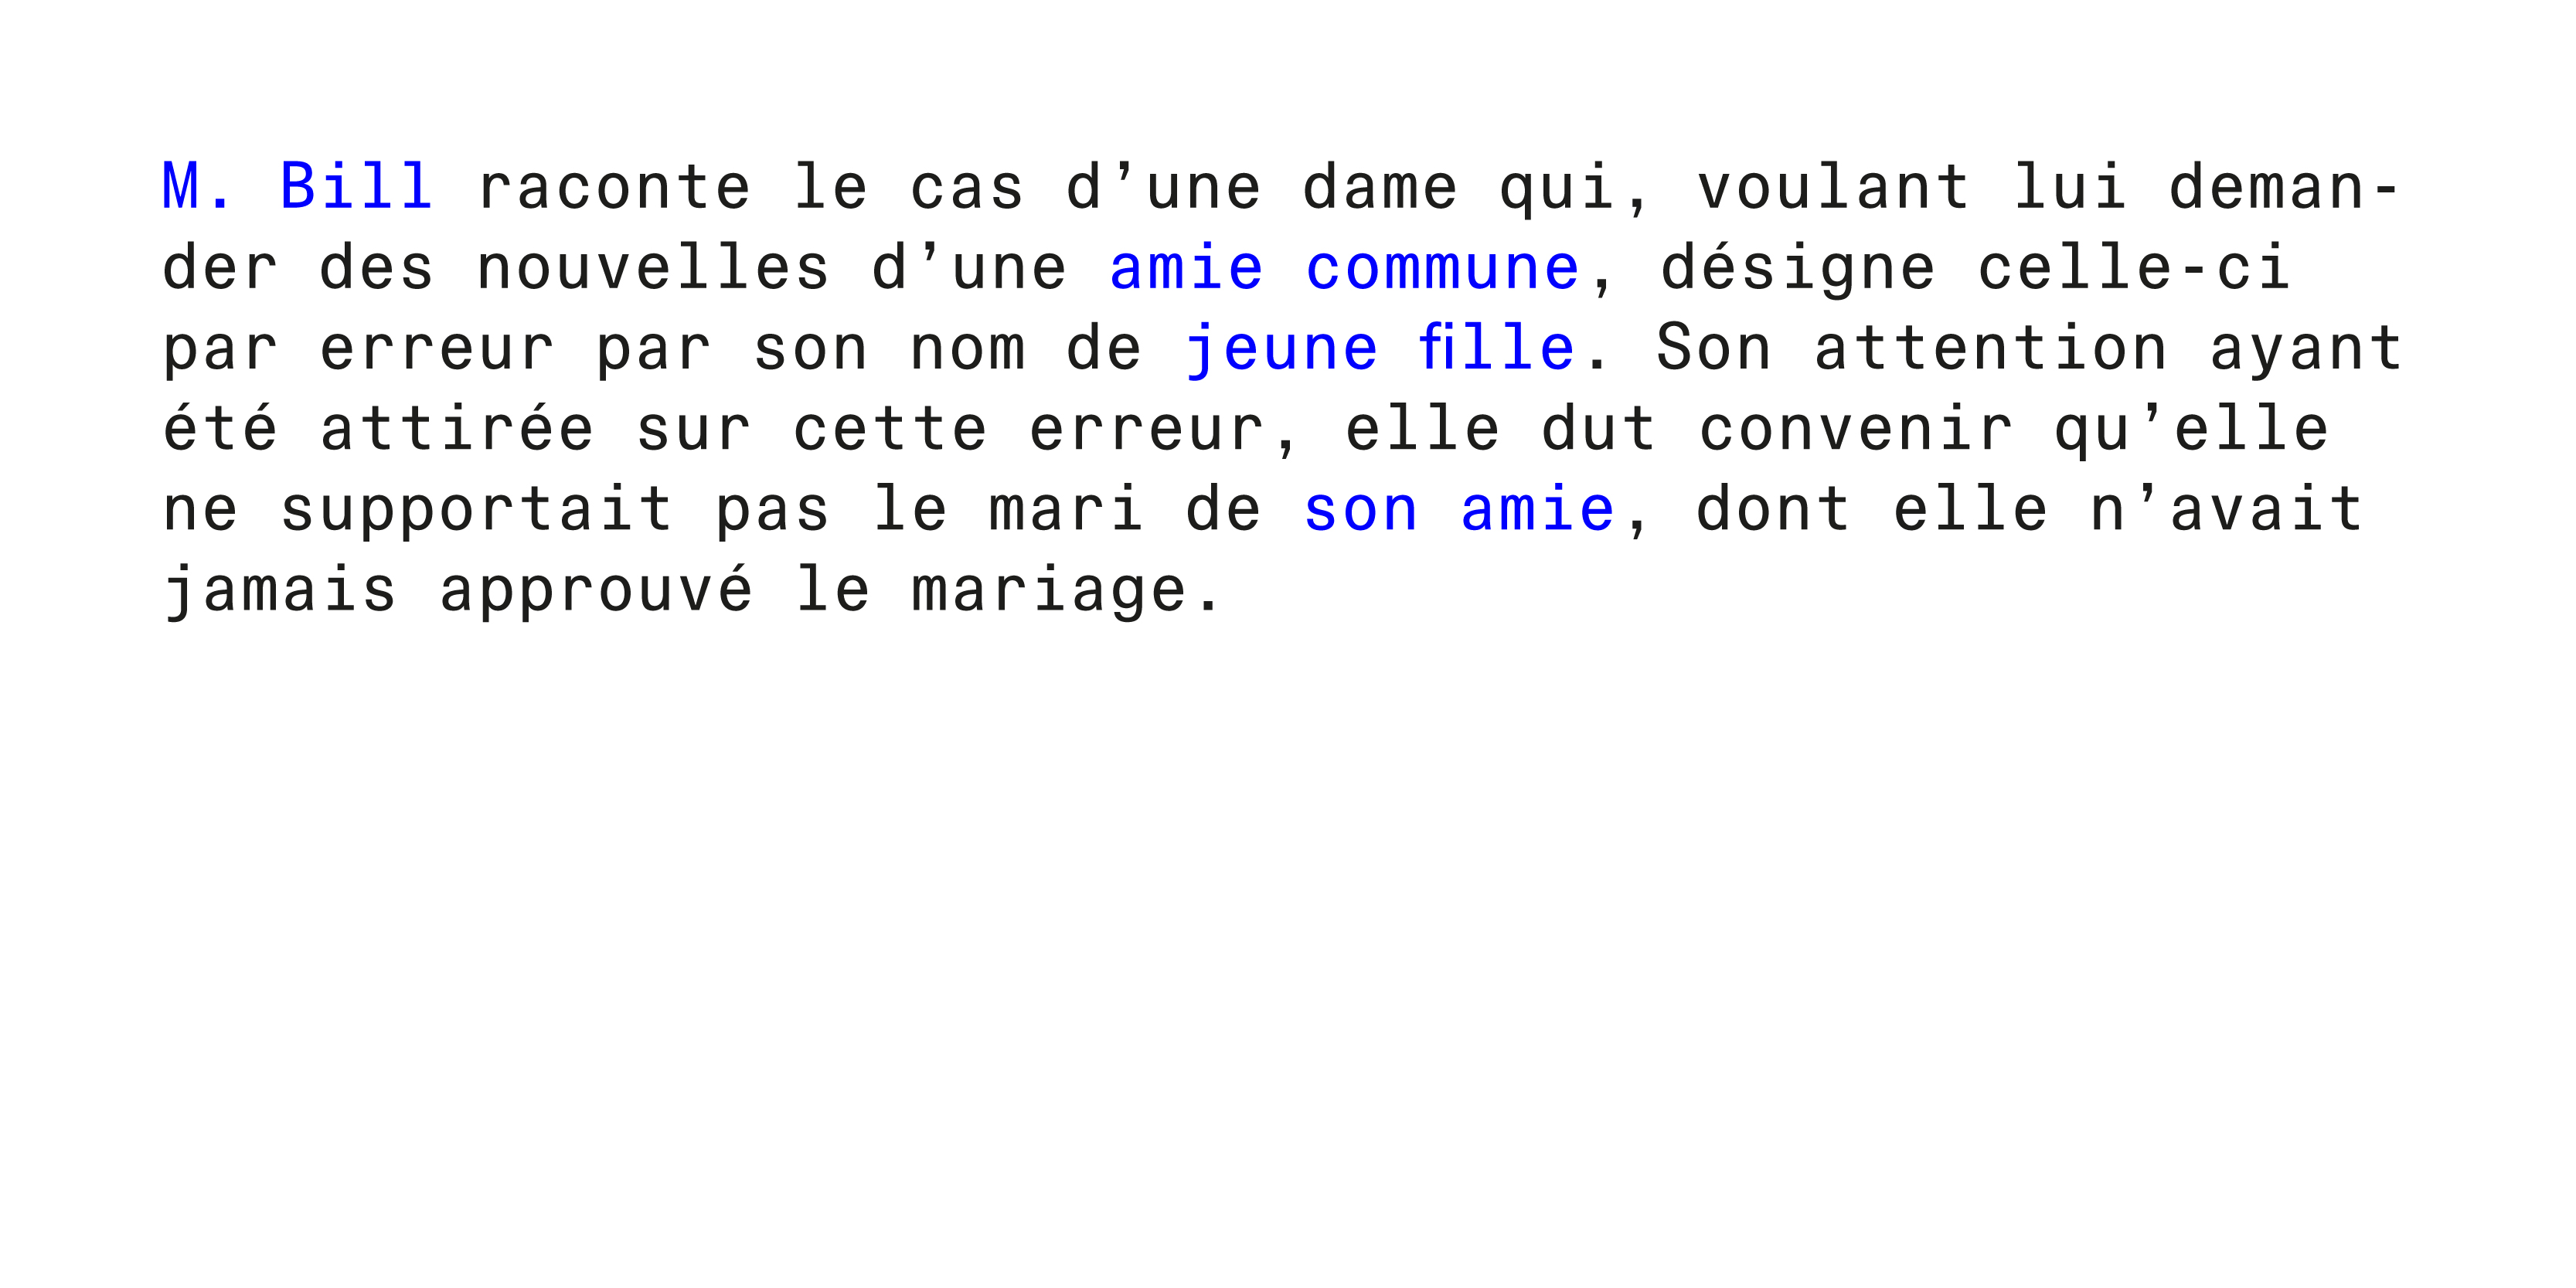 M. Bill raconte le cas d’une dame qui, voulant lui deman-
der des nouvelles d’une amie commune, désigne celle-ci
par erreur par son nom de jeune fille. Son attention ayant
été attirée sur cette erreur, elle dut convenir qu’elle
ne supportait pas le mari de son amie, dont elle n’avait
jamais approuvé le mariage.